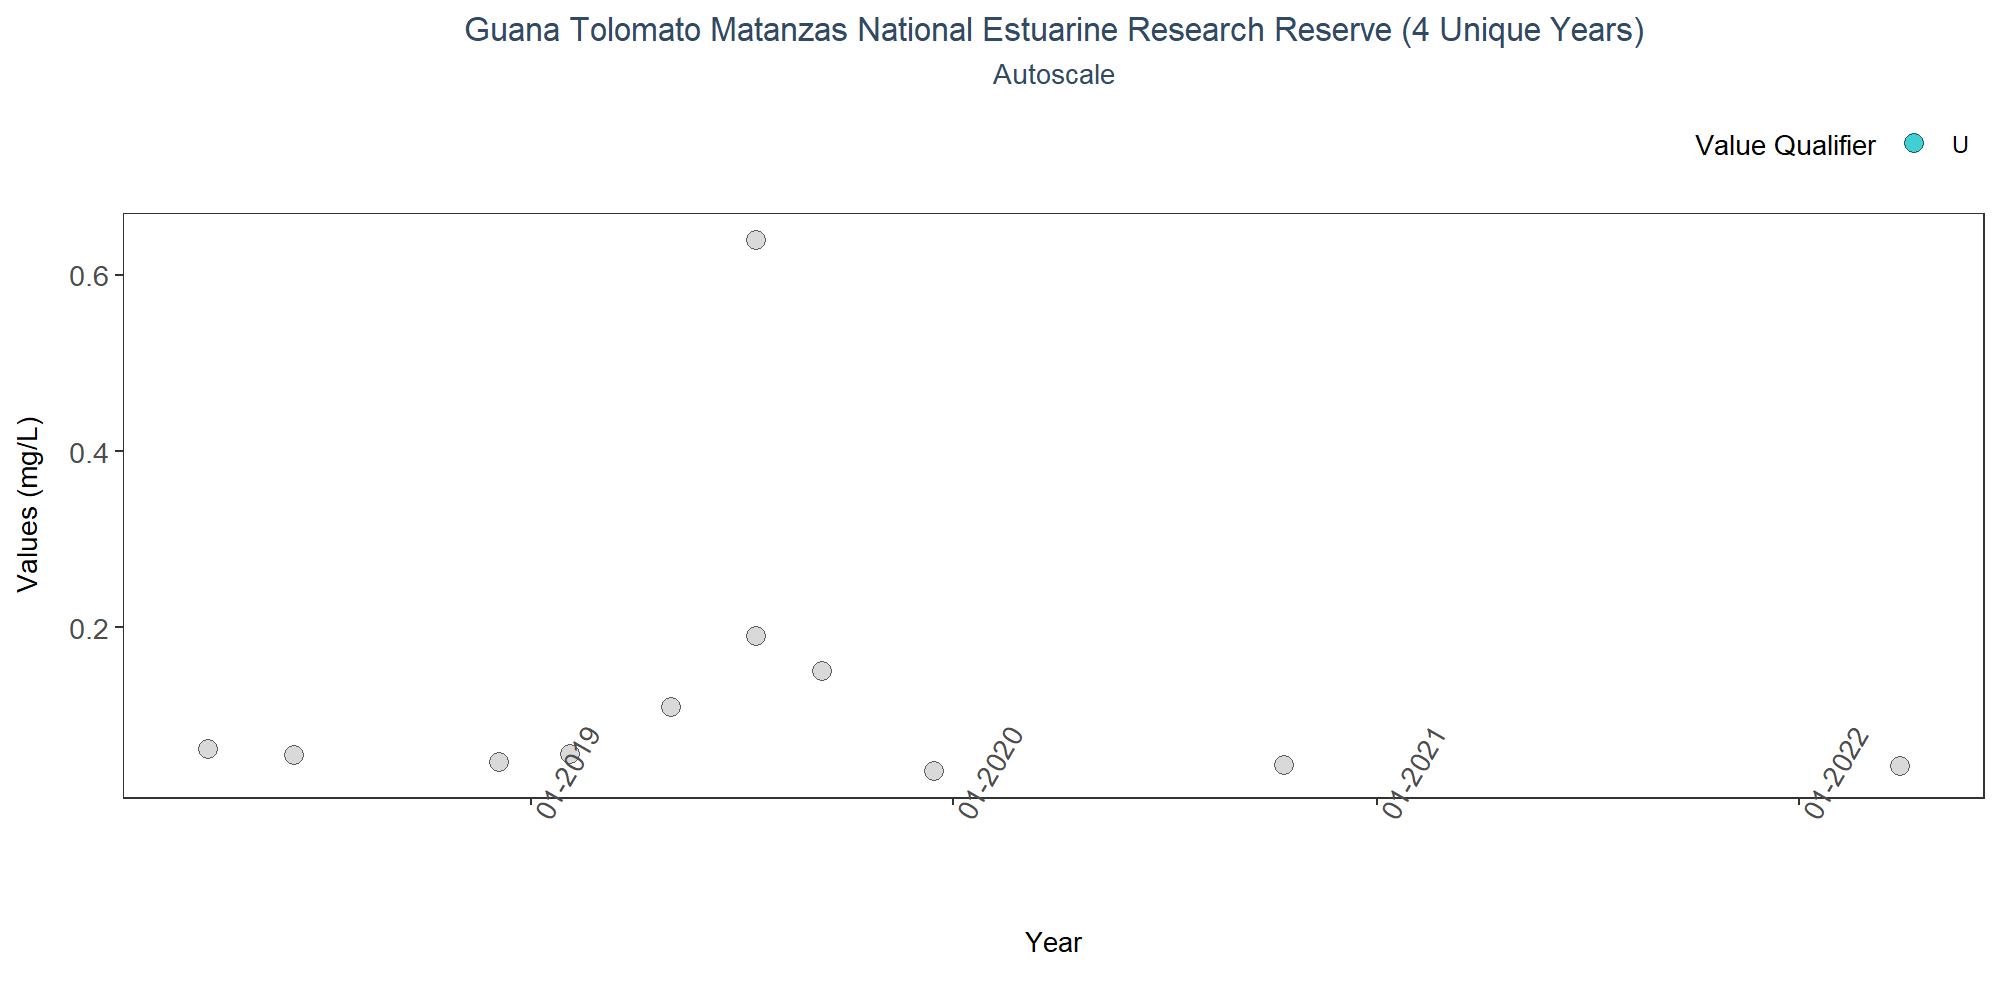 Guana Tolomato Matanzas National Estuarine Research Reserve (4 Unique Years)
Autoscale
Value Qualifier U
0.6
0.4
0.2
Values (mg/L)
01-2019
01-2020
01-2021
01-2022
Year